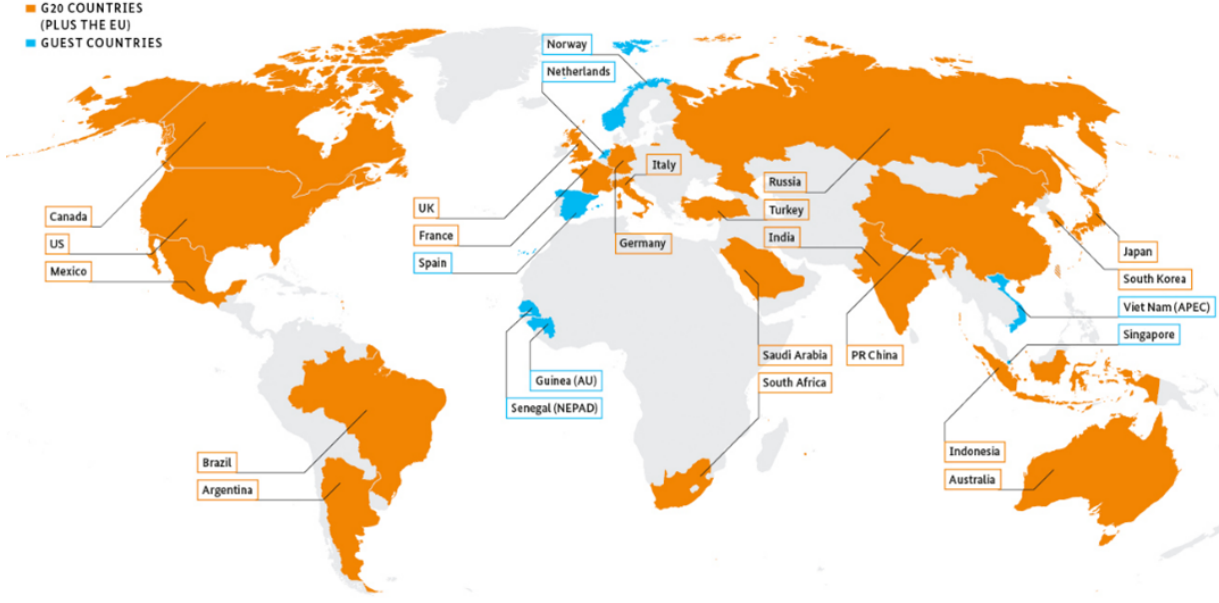 G20 COUNTRIES
(PLUS THE EU)
GUEST COUNTRIES
Norway
Netherlands
Italy
Russia
Canada
UK
Turkey
US
France
India
Germany
Japan
Mexico
Spain
South Korea
Viet Nam (APEC)
Singapore
Saudi Arabia
PR China
Guinea (AU)
South Africa
Senegal (NEPAD)
Indonesia
Brazil
Australia
Argentina